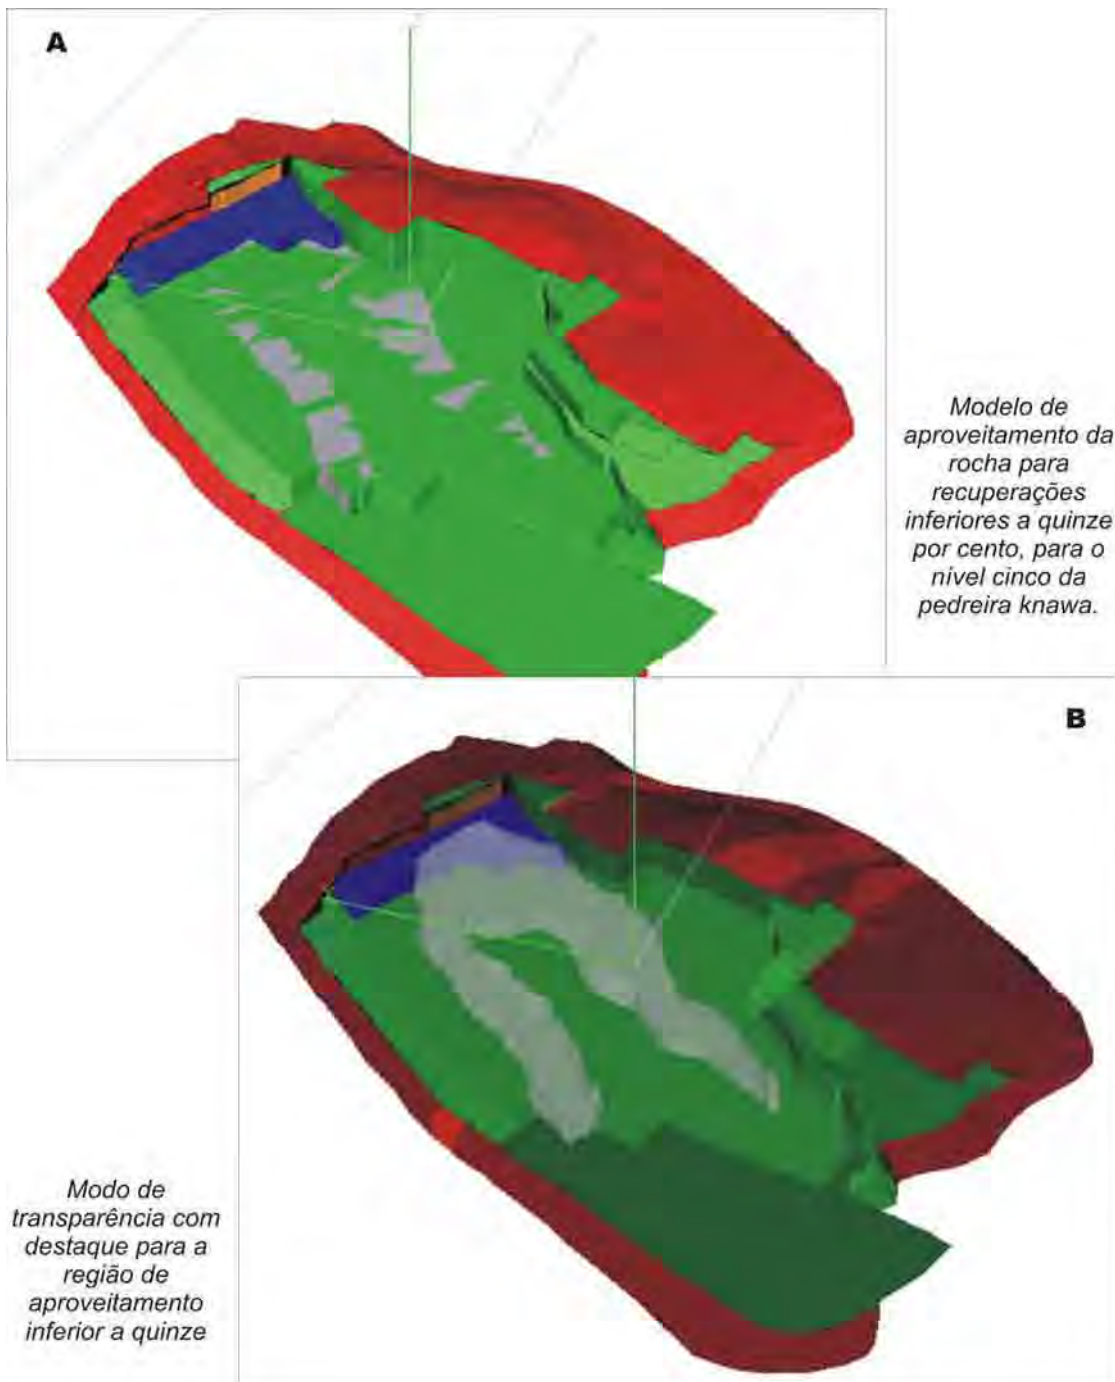 A
Modelo de
aproveitamento da
rocha para
recuperações
inferiores a quinze
por cento, para o
nível cinco da
pedreira knawa.
B
Modo de
transparência com
destaque para a
região de
aproveitamento
inferior a quinze